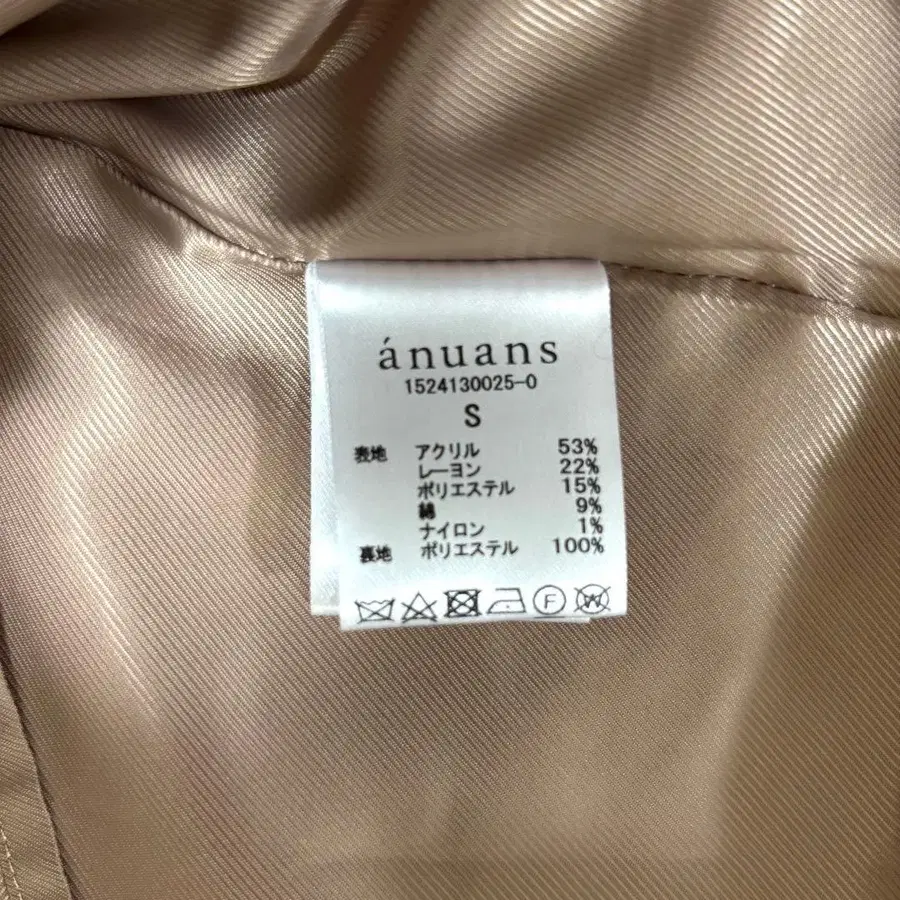 ánuans
1524130025-0
S
表地 アクリル 53%
レーヨン 22%
ポリエステル 15%
綿 9%
ナイロン 1%
裏地 ポリエステル 100%
F W